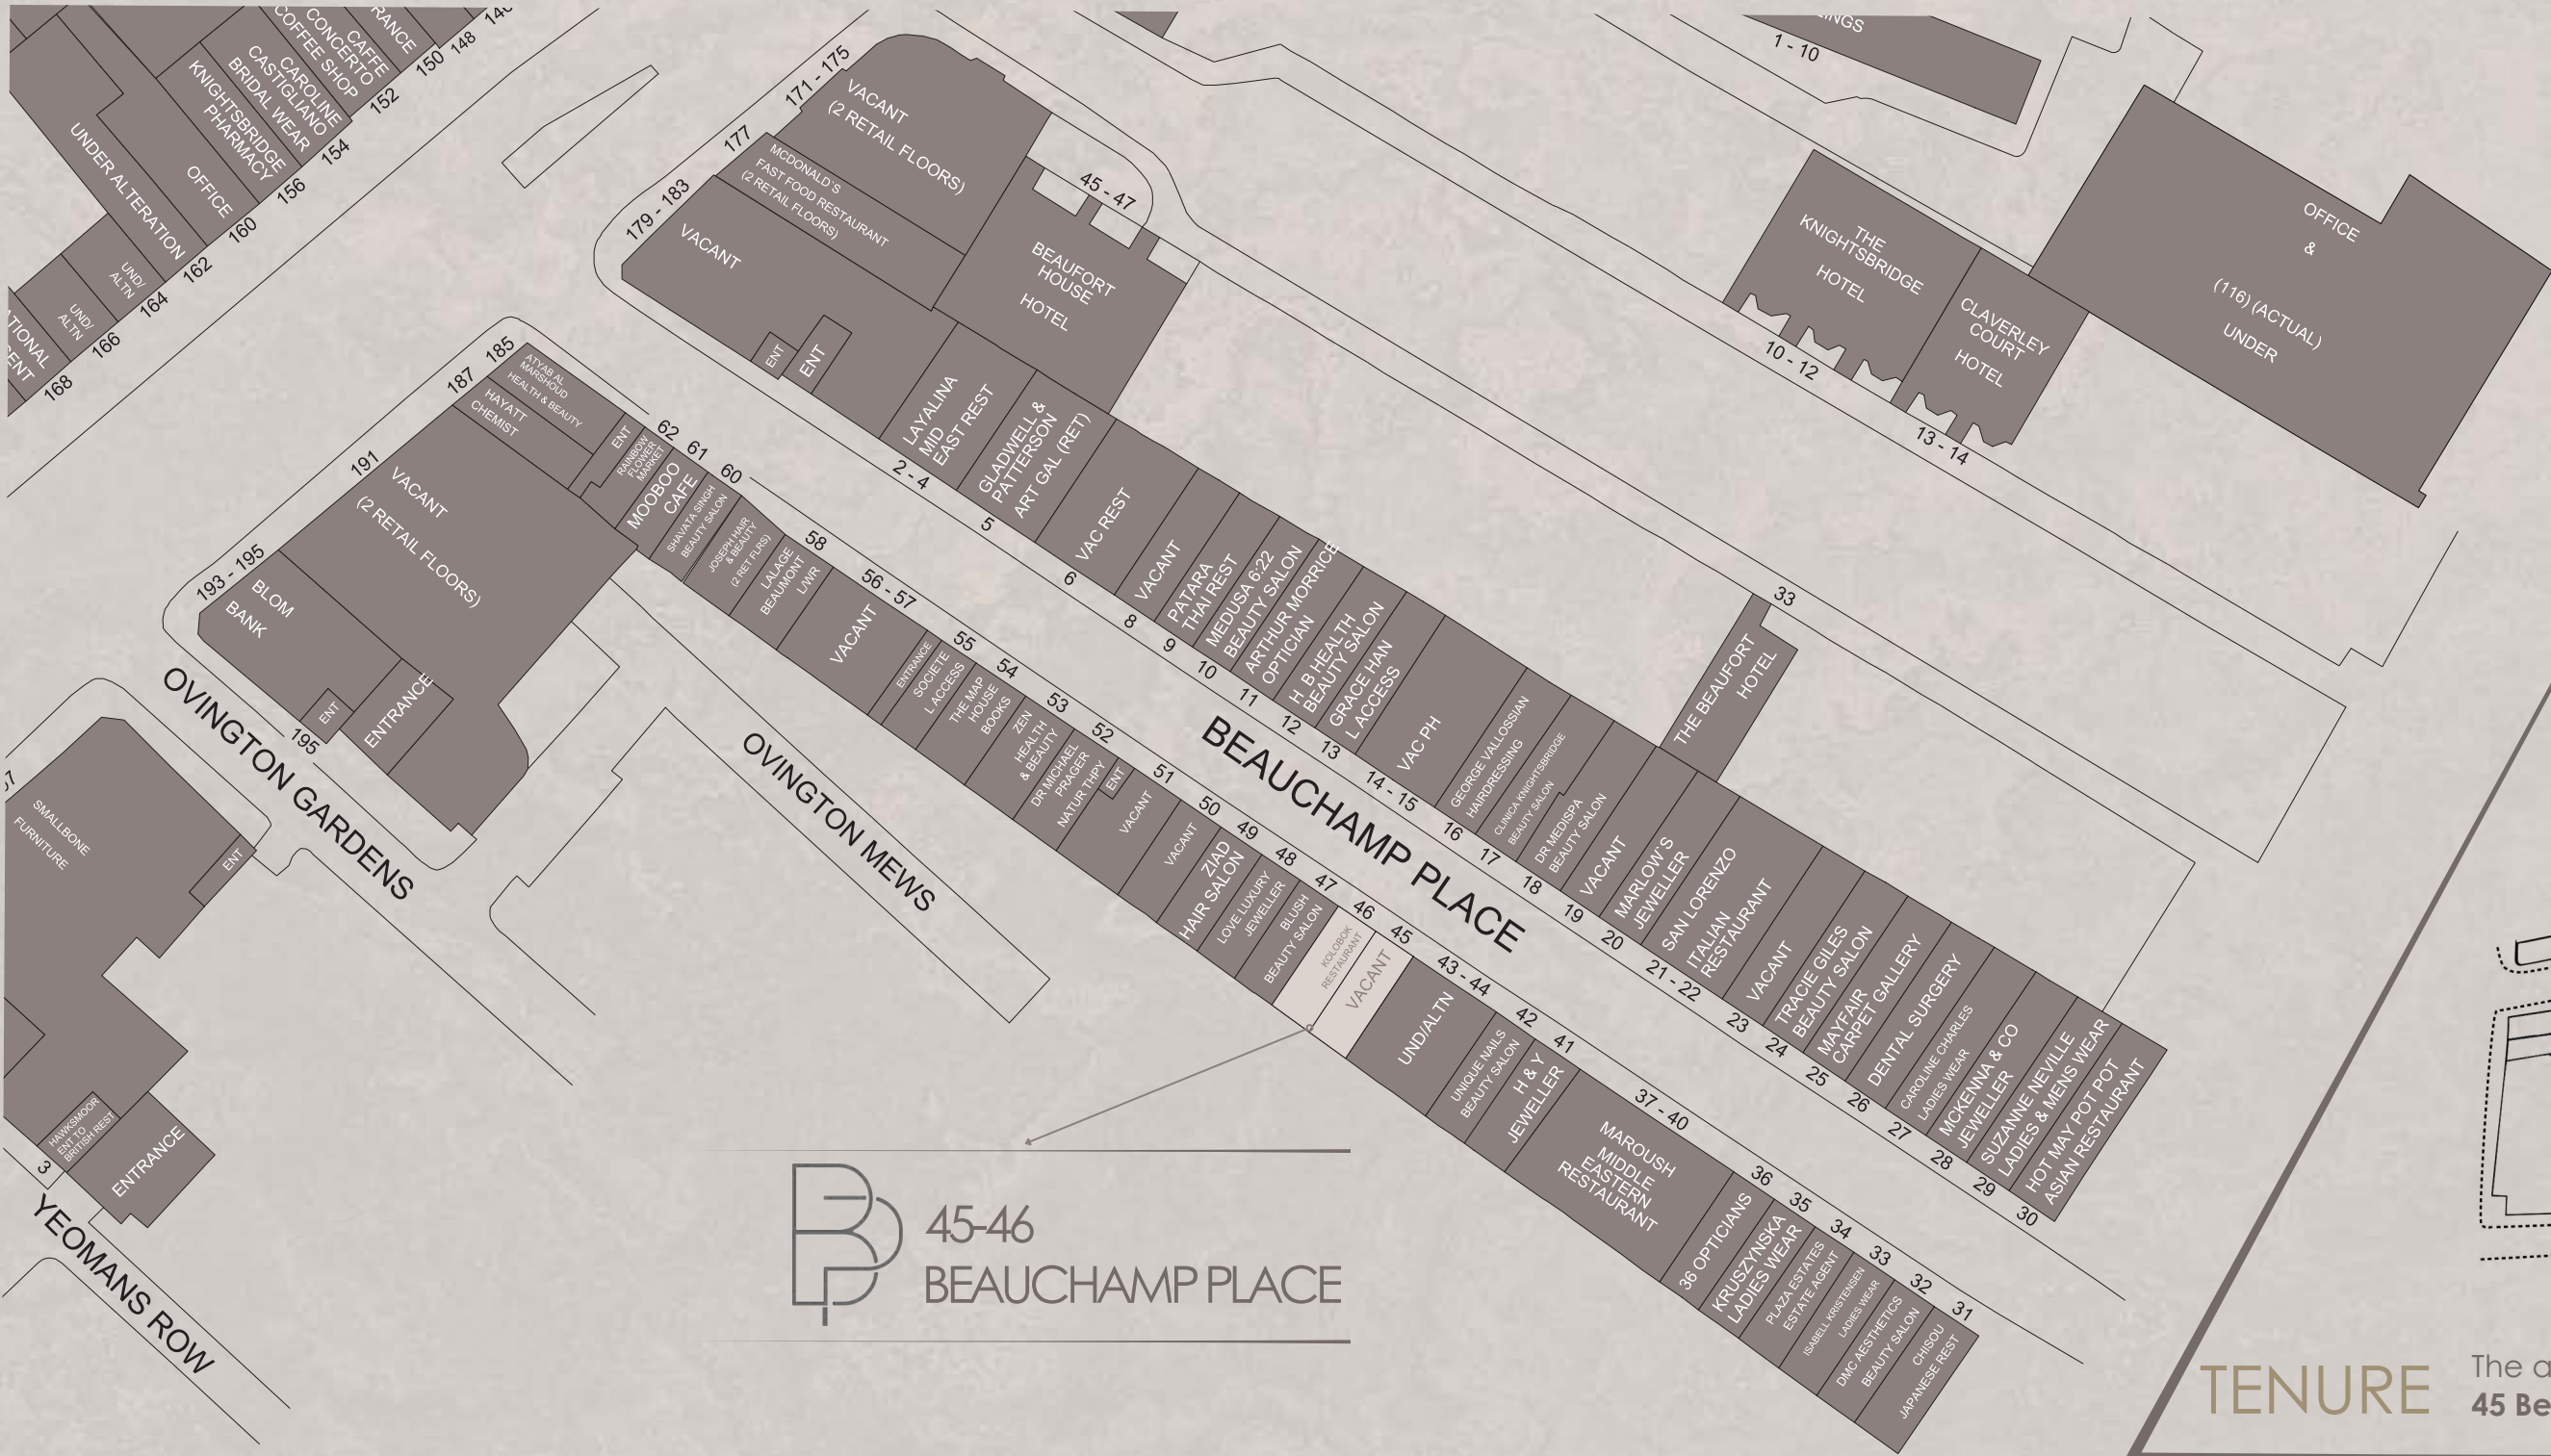 RANCE
CAFFE
CONCERTO
COFFEE SHOP
CAROLINE
CASTIGLIANO
BRIDAL WEAR
KNIGHTSBRIDGE
PHARMACY
OFFICE
UNDER ALTERATION
UND/
ALTN
UND/
ALTN
148
150
152
154
156
160
162
164
166
168
171 - 175
VACANT
(2 RETAIL FLOORS)
177
MCDONALD`S
FAST FOOD RESTAURANT
(2 RETAIL FLOORS)
179 - 183
VACANT
ENT
ENT
45 - 47
BEAUFORT
HOUSE
HOTEL
1 - 10
THE
KNIGHTSBRIDGE
HOTEL
10 - 12
CLAVERLEY
COURT
HOTEL
13 - 14
OFFICE
&
(116) (ACTUAL)
UNDER
33
THE BEAUFORT
HOTEL
185
ATYAB AL
MARSHOUD
HEALTH & BEAUTY
187
HAYATT
CHEMIST
191
VACANT
(2 RETAIL FLOORS)
193 - 195
BLOM
BANK
ENT
ENTRANCE
195
OVINGTON GARDENS
SMALLBONE
FURNITURE
ENT
HAWKSMOOR
ENT TO
BRITISH REST
ENTRANCE
3
YEOMANS ROW
OVINGTON MEWS
BEAUCHAMP PLACE
2 - 4
LAYALINA
MID
EAST REST
5
GLADWELL &
PATTERSON
ART GAL (RET)
6
VAC REST
8
VACANT
9
PATARA
THAI REST
10
MEDUSA 6:22
BEAUTY SALON
11
ARTHUR MORRICE
OPTICIAN
12
H B HEALTH
BEAUTY SALON
13
GRACE HAN
L ACCESS
14 - 15
VAC PH
16
GEORGE VALLOSSIAN
HAIRDRESSING
17
CLINICA KNIGHTSBRIDGE
BEAUTY SALON
18
DR MEDISPA
BEAUTY SALON
19
VACANT
20
MARLOW`S
JEWELLER
21 - 22
SAN LORENZO
ITALIAN
RESTAURANT
23
VACANT
24
TRACIE GILES
BEAUTY SALON
25
MAYFAIR
CARPET GALLERY
26
DENTAL SURGERY
27
CAROLINE CHARLES
LADIES WEAR
28
MCKENNA & CO
JEWELLER
29
SUZANNE NEVILLE
LADIES & MENS WEAR
30
HOT MAY POT POT
ASIAN RESTAURANT
ENT
62
RAINBOW
FLOWER
MARKET
61
MOOBOO
CAFE
60
SHAVATA SINGH
BEAUTY SALON
JOSEPH HAIR
& BEAUTY
(2 RET FLRS)
58
LALAGE
BEAUMONT
L/WR
56 - 57
VACANT
ENTRANCE
55
SOCIETE
L ACCESS
54
THE MAP
HOUSE
BOOKS
53
ZEN
HEALTH
& BEAUTY
52
DR MICHAEL
PRAGER
NATUR THPY
ENT
51
VACANT
50
VACANT
49
ZIAD
HAIR SALON
48
LOVE LUXURY
JEWELLER
47
BLUSH
BEAUTY SALON
46
KOLOBOK
RESTAURANT
45
VACANT
43 - 44
UND/ALTN
42
UNIQUE NAILS
BEAUTY SALON
41
H & Y
JEWELLER
37 - 40
MAROUSH
MIDDLE
EASTERN
RESTAURANT
36
36 OPTICIANS
35
KRUSZYNSKA
LADIES WEAR
34
PLAZA ESTATES
ESTATE AGENT
33
ISABELL KRISTENSEN
LADIES WEAR
32
DMC AESTHETICS
BEAUTY SALON
31
CHISOU
JAPANESE REST
BP
45-46
BEAUCHAMP PLACE
TENURE
The a
45 Be